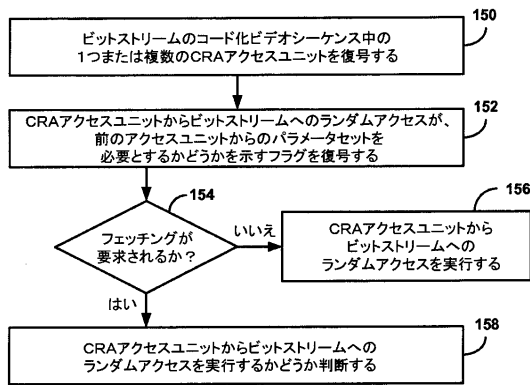 150
ビットストリームのコード化ビデオシーケンス中の
1つまたは複数のCRAアクセスユニットを復号する
152
CRAアクセスユニットからビットストリームへのランダムアクセスが、
前のアクセスユニットからのパラメータセットを
必要とするかどうかを示すフラグを復号する
154
フェッチングが
要求されるか?
いいえ
156
CRAアクセスユニットから
ビットストリームへの
ランダムアクセスを実行する
はい
158
CRAアクセスユニットからビットストリームへの
ランダムアクセスを実行するかどうか判断する